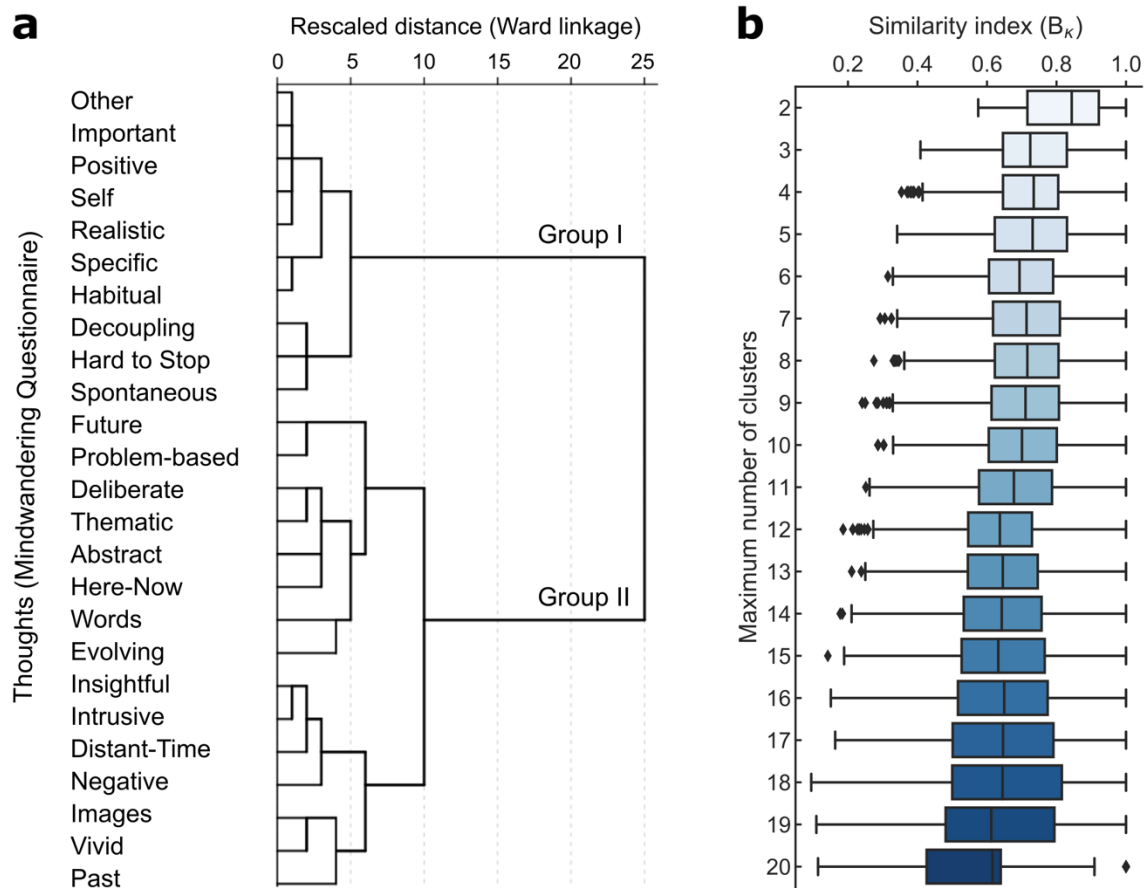 a
Rescaled distance (Ward linkage)
0 5 10 15 20 25
Thoughts (Mindwandering Questionnaire)
Other
Important
Positive
Self
Realistic
Specific
Habitual
Decoupling
Hard to Stop
Spontaneous
Future
Problem-based
Deliberate
Thematic
Abstract
Here-Now
Words
Evolving
Insightful
Intrusive
Distant-Time
Negative
Images
Vivid
Past
Group I
Group II
b
Similarity index (Bκ)
0.2 0.4 0.6 0.8 1.0
Maximum number of clusters
2
3
4
5
6
7
8
9
10
11
12
13
14
15
16
17
18
19
20